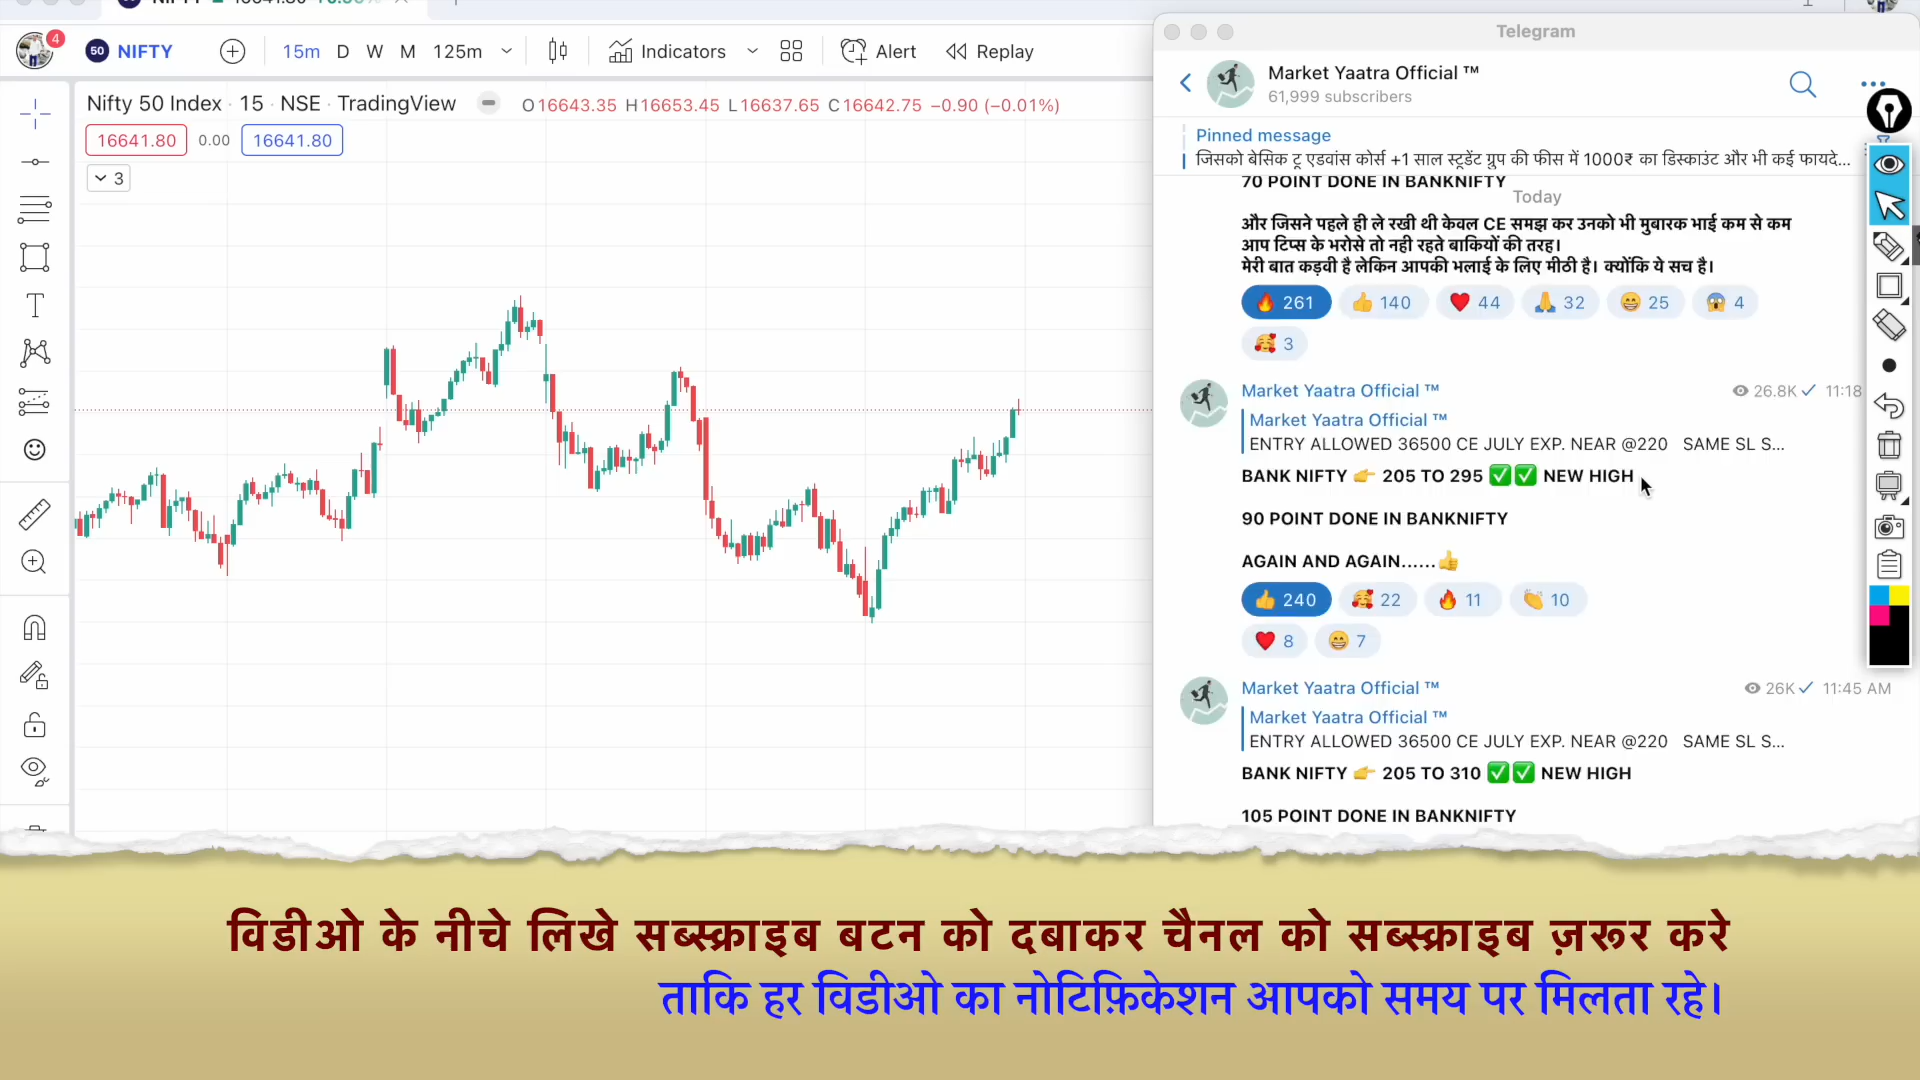 4
50 NIFTY
15m D W M 125m Indicators Alert Replay
Nifty 50 Index · 15 · NSE · TradingView
O16643.35 H16653.45 L16637.65 C16642.75 −0.90 (−0.01%)
16641.80 0.00 16641.80
3
Telegram
Market Yaatra Official ™
61,999 subscribers
Pinned message
जिसको बेसिक टू एडवांस कोर्स +1 साल स्टूडेंट ग्रुप की फीस में 1000₹ का डिस्काउंट और भी कई फायदे...
70 POINT DONE IN BANKNIFTY
Today
और जिसने पहले ही ले रखी थी केवल CE समझ कर उनको भी मुबारक भाई कम से कम
आप टिप्स के भरोसे तो नही रहते बाकियों की तरह।
मेरी बात कड़वी है लेकिन आपकी भलाई के लिए मीठी है। क्योंकि ये सच है।
🔥 261 👍 140 ❤️ 44 🙏 32 😁 25 😱 4
🥰 3
Market Yaatra Official ™ 26.8K 11:18
Market Yaatra Official ™
ENTRY ALLOWED 36500 CE JULY EXP. NEAR @220 SAME SL S...
BANK NIFTY 👉 205 TO 295 ✅✅ NEW HIGH
90 POINT DONE IN BANKNIFTY
AGAIN AND AGAIN......👍
👍 240 🥰 22 🔥 11 👏 10
❤️ 8 😁 7
Market Yaatra Official ™ 26K 11:45 AM
Market Yaatra Official ™
ENTRY ALLOWED 36500 CE JULY EXP. NEAR @220 SAME SL S...
BANK NIFTY 👉 205 TO 310 ✅✅ NEW HIGH
105 POINT DONE IN BANKNIFTY
विडीओ के नीचे लिखे सब्स्क्राइब बटन को दबाकर चैनल को सब्स्क्राइब ज़रूर करे
ताकि हर विडीओ का नोटिफ़िकेशन आपको समय पर मिलता रहे।